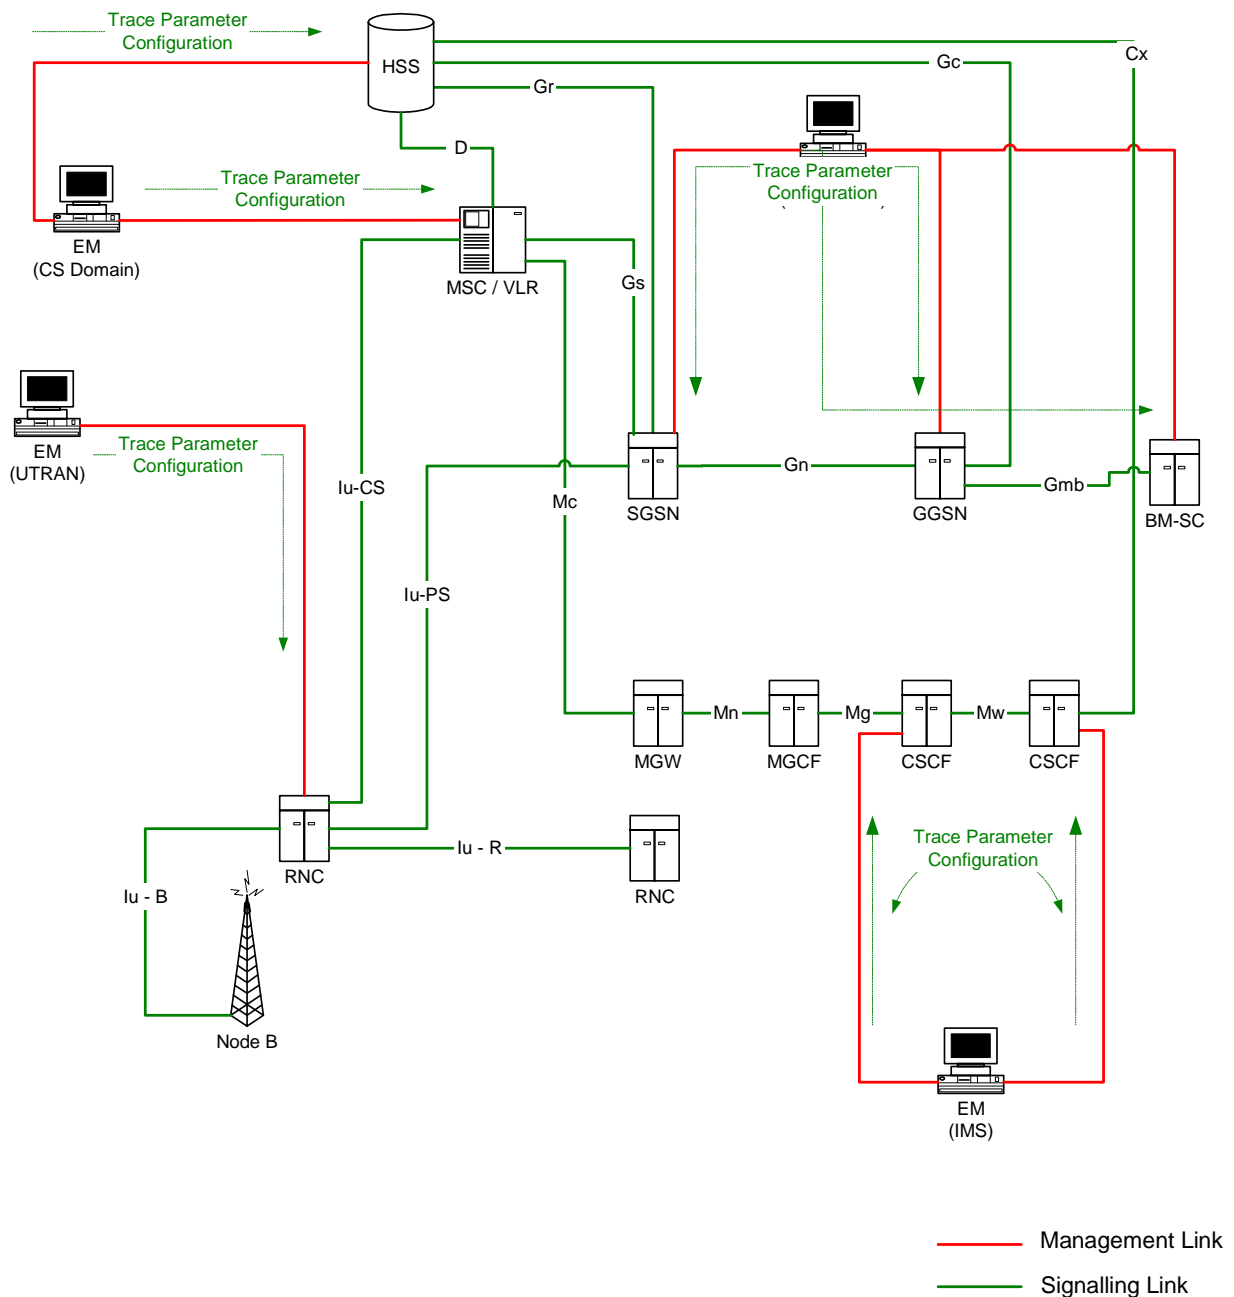 Trace Parameter
Configuration
HSS
Cx
Gc
Gr
D
Trace Parameter
Configuration
Trace Parameter
Configuration
EM
(CS Domain)
MSC / VLR
Gs
EM
(UTRAN)
Trace Parameter
Configuration
Iu-CS
Mc
Gn
Gmb
SGSN
GGSN
BM-SC
Iu-PS
Mn
Mg
Mw
MGW
MGCF
CSCF
CSCF
Trace Parameter
Configuration
Iu - R
RNC
RNC
Iu - B
Node B
EM
(IMS)
Management Link
Signalling Link